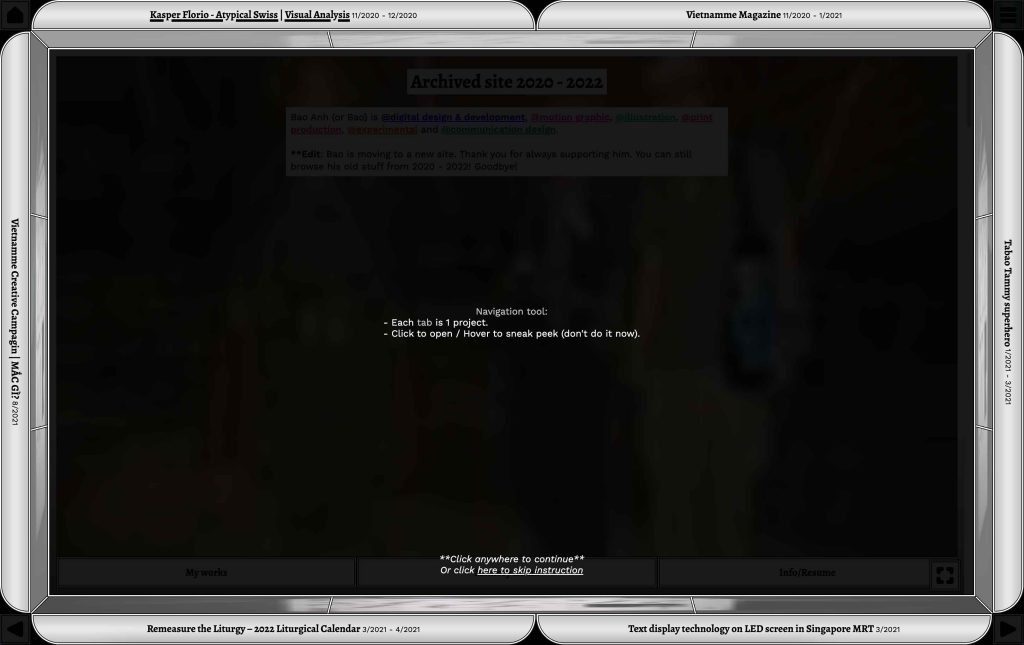 Kasper Florio - Atypical Swiss | Visual Analysis 11/2020 - 12/2020
Vietnamme Magazine 11/2020 - 1/2021
Archived site 2020 - 2022
Bao Anh (or Bao) is @digital design & development, @motion graphic, @illustration, @print
production, @experimental and @communication design.
**Edit: Bao is moving to a new site. Thank you for always supporting him. You can still
browse his old stuff from 2020 - 2022! Goodbye!
Vietnamme Creative Campagin | MẮC GÌ? 8/2021
Tabao Tammy superhero 1/2021 - 3/2021
Navigation tool:
- Each tab is 1 project.
- Click to open / Hover to sneak peek (don't do it now).
**Click anywhere to continue**
Or click here to skip instruction
My works
Info/Resume
Remeasure the Liturgy – 2022 Liturgical Calendar 3/2021 - 4/2021
Text display technology on LED screen in Singapore MRT 3/2021